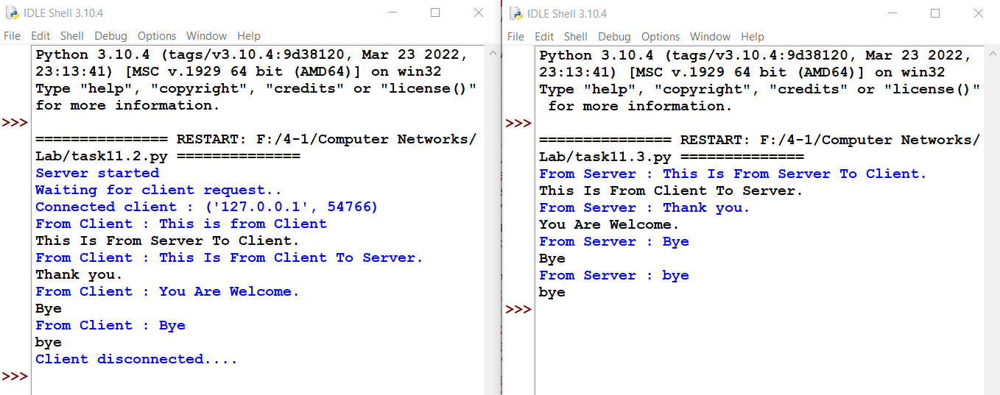 IDLE Shell 3.10.4
File Edit Shell Debug Options Window Help
Python 3.10.4 (tags/v3.10.4:9d38120, Mar 23 2022,
23:13:41) [MSC v.1929 64 bit (AMD64)] on win32
Type "help", "copyright", "credits" or "license()"
for more information.
>>>
=============== RESTART: F:/4-1/Computer Networks/
Lab/task11.2.py ==============
Server started
Waiting for client request..
Connected client : ('127.0.0.1', 54766)
From Client : This is from Client
This Is From Server To Client.
From Client : This Is From Client To Server.
Thank you.
From Client : You Are Welcome.
Bye
From Client : Bye
bye
Client disconnected....
>>>
IDLE Shell 3.10.4
File Edit Shell Debug Options Window Help
Python 3.10.4 (tags/v3.10.4:9d38120, Mar 23 2022,
23:13:41) [MSC v.1929 64 bit (AMD64)] on win32
Type "help", "copyright", "credits" or "license()"
for more information.
>>>
=============== RESTART: F:/4-1/Computer Networks/
Lab/task11.3.py ==============
From Server : This Is From Server To Client.
This Is From Client To Server.
From Server : Thank you.
You Are Welcome.
From Server : Bye
Bye
From Server : bye
bye
>>>